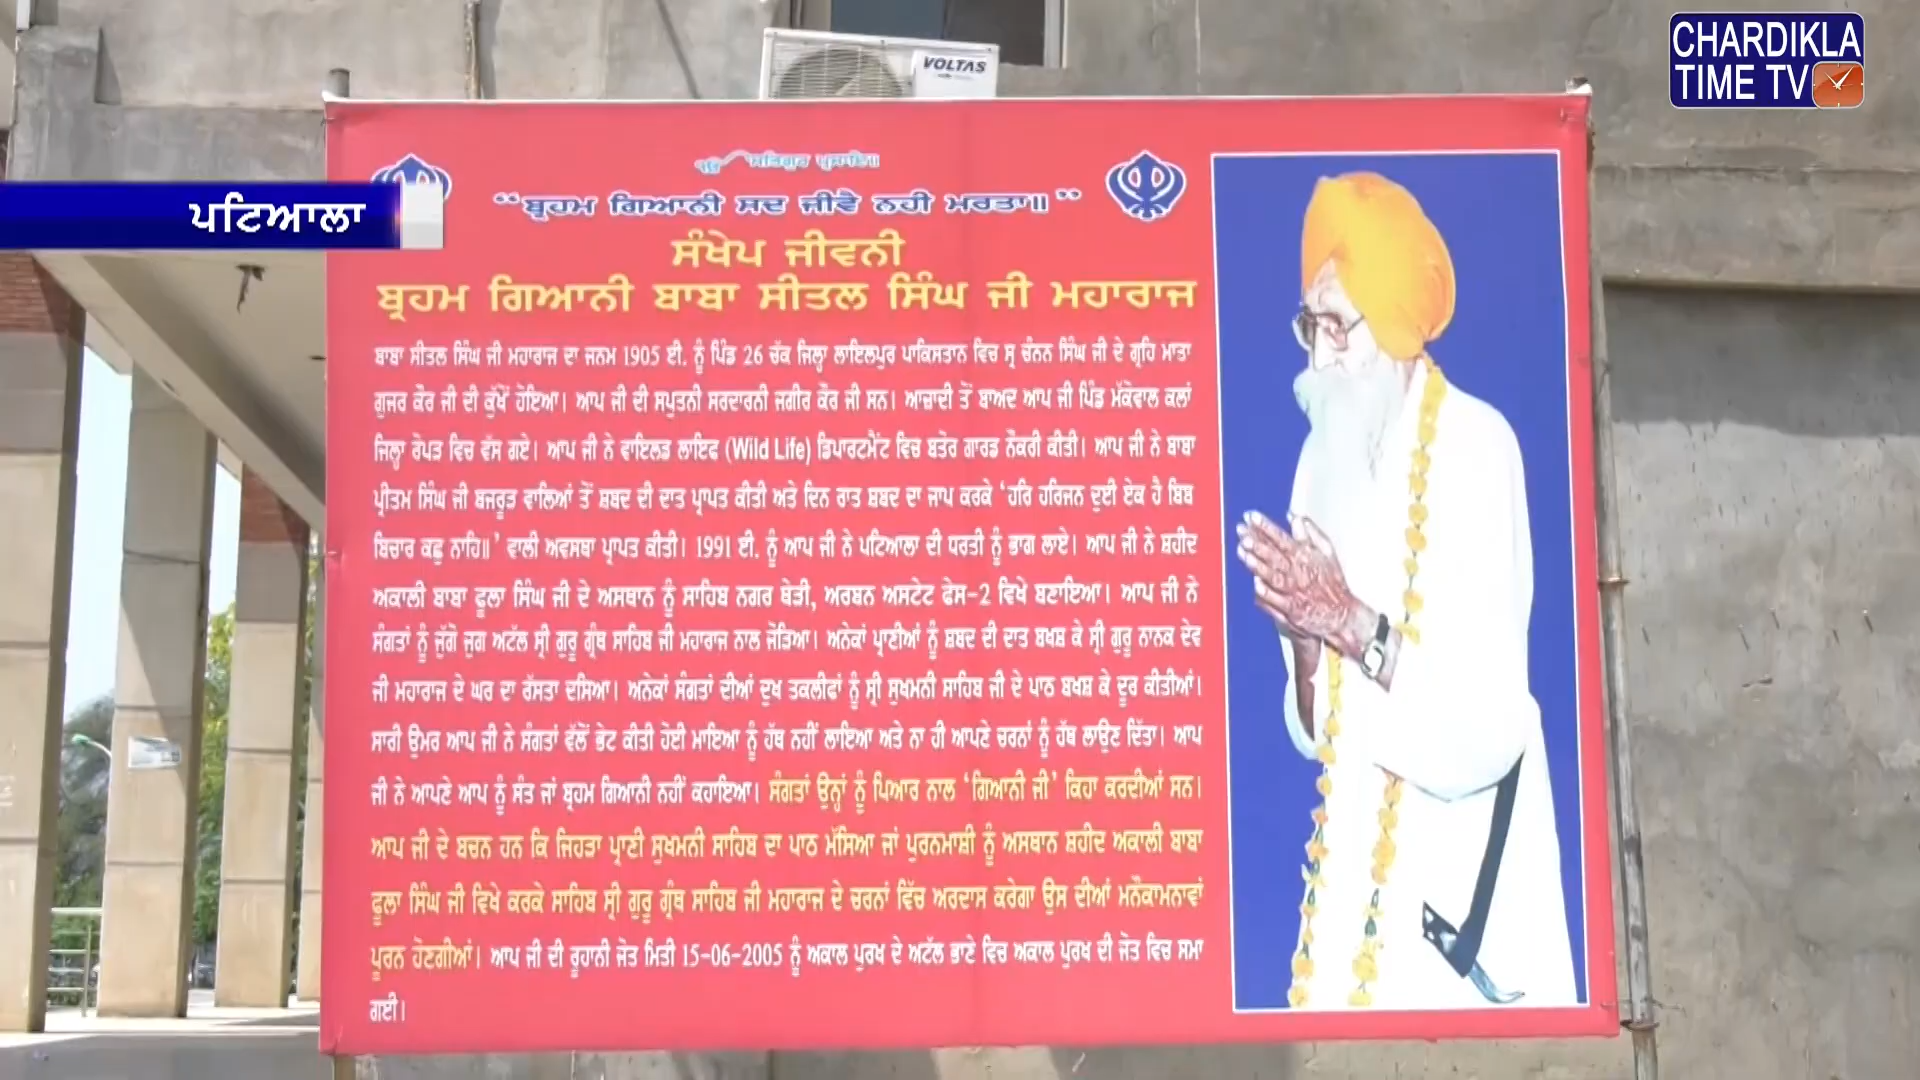 VOLTAS
CHARDIKLA
TIME TV
ੴ ਸਤਿਗੁਰ ਪ੍ਰਸਾਦਿ॥
“ਬ੍ਰਹਮ ਗਿਆਨੀ ਸਦ ਜੀਵੈ ਨਹੀ ਮਰਤਾ॥”
ਪਟਿਆਲਾ
ਸੰਖੇਪ ਜੀਵਨੀ
ਬ੍ਰਹਮ ਗਿਆਨੀ ਬਾਬਾ ਸੀਤਲ ਸਿੰਘ ਜੀ ਮਹਾਰਾਜ
ਬਾਬਾ ਸੀਤਲ ਸਿੰਘ ਜੀ ਮਹਾਰਾਜ ਦਾ ਜਨਮ 1905 ਈ. ਨੂੰ ਪਿੰਡ 26 ਚੱਕ ਜਿਲ੍ਹਾ ਲਾਇਲਪੁਰ ਪਾਕਿਸਤਾਨ ਵਿਚ ਸ੍ਰ ਚੰਨਨ ਸਿੰਘ ਜੀ ਦੇ ਗ੍ਰਹਿ ਮਾਤਾ
ਗੁਜਰ ਕੌਰ ਜੀ ਦੀ ਕੁੱਖੋਂ ਹੋਇਆ। ਆਪ ਜੀ ਦੀ ਸਪੁਤਨੀ ਸਰਦਾਰਨੀ ਜਗੀਰ ਕੌਰ ਜੀ ਸਨ। ਆਜ਼ਾਦੀ ਤੋਂ ਬਾਅਦ ਆਪ ਜੀ ਪਿੰਡ ਮੱਕੋਵਾਲ ਕਲਾਂ
ਜਿਲ੍ਹਾ ਰੋਪੜ ਵਿਚ ਵੱਸ ਗਏ। ਆਪ ਜੀ ਨੇ ਵਾਇਲਡ ਲਾਇਫ (Wild Life) ਡਿਪਾਰਟਮੈਂਟ ਵਿਚ ਬਤੋਰ ਗਾਰਡ ਨੌਕਰੀ ਕੀਤੀ। ਆਪ ਜੀ ਨੇ ਬਾਬਾ
ਪ੍ਰੀਤਮ ਸਿੰਘ ਜੀ ਬਜਰੂੜ ਵਾਲਿਆਂ ਤੋਂ ਸ਼ਬਦ ਦੀ ਦਾਤ ਪ੍ਰਾਪਤ ਕੀਤੀ ਅਤੇ ਦਿਨ ਰਾਤ ਸ਼ਬਦ ਦਾ ਜਾਪ ਕਰਕੇ ‘ਹਰਿ ਹਰਿਜਨ ਦੁਈ ਏਕ ਹੈ ਬਿਬ
ਬਿਚਾਰ ਕਛੁ ਨਾਹਿ॥’ ਵਾਲੀ ਅਵਸਥਾ ਪ੍ਰਾਪਤ ਕੀਤੀ। 1991 ਈ. ਨੂੰ ਆਪ ਜੀ ਨੇ ਪਟਿਆਲਾ ਦੀ ਧਰਤੀ ਨੂੰ ਭਾਗ ਲਾਏ। ਆਪ ਜੀ ਨੇ ਸ਼ਹੀਦ
ਅਕਾਲੀ ਬਾਬਾ ਫੂਲਾ ਸਿੰਘ ਜੀ ਦੇ ਅਸਥਾਨ ਨੂੰ ਸਾਹਿਬ ਨਗਰ ਥੇੜੀ, ਅਰਬਨ ਅਸਟੇਟ ਫੇਸ-2 ਵਿਖੇ ਬਣਾਇਆ। ਆਪ ਜੀ ਨੇ
ਸੰਗਤਾਂ ਨੂੰ ਜੁੱਗੋ ਜੁਗ ਅਟੱਲ ਸ੍ਰੀ ਗੁਰੂ ਗ੍ਰੰਥ ਸਾਹਿਬ ਜੀ ਮਹਾਰਾਜ ਨਾਲ ਜੋੜਿਆ। ਅਨੇਕਾਂ ਪ੍ਰਾਣੀਆਂ ਨੂੰ ਸ਼ਬਦ ਦੀ ਦਾਤ ਬਖਸ਼ ਕੇ ਸ੍ਰੀ ਗੁਰੂ ਨਾਨਕ ਦੇਵ
ਜੀ ਮਹਾਰਾਜ ਦੇ ਘਰ ਦਾ ਰੱਸਤਾ ਦਸਿਆ। ਅਨੇਕਾਂ ਸੰਗਤਾਂ ਦੀਆਂ ਦੁਖ ਤਕਲੀਵਾਂ ਨੂੰ ਸ੍ਰੀ ਸੁਖਮਨੀ ਸਾਹਿਬ ਜੀ ਦੇ ਪਾਠ ਬਖਸ਼ ਕੇ ਦੂਰ ਕੀਤੀਆਂ।
ਸਾਰੀ ਉਮਰ ਆਪ ਜੀ ਨੇ ਸੰਗਤਾਂ ਵੱਲੋਂ ਭੇਟ ਕੀਤੀ ਹੋਈ ਮਾਇਆ ਨੂੰ ਹੱਥ ਨਹੀਂ ਲਾਇਆ ਅਤੇ ਨਾ ਹੀ ਆਪਣੇ ਚਰਨਾਂ ਨੂੰ ਹੱਥ ਲਾਉਣ ਦਿੱਤਾ। ਆਪ
ਜੀ ਨੇ ਆਪਣੇ ਆਪ ਨੂੰ ਸੰਤ ਜਾਂ ਬ੍ਰਹਮ ਗਿਆਨੀ ਨਹੀਂ ਕਹਾਇਆ। ਸੰਗਤਾਂ ਉਨ੍ਹਾਂ ਨੂੰ ਪਿਆਰ ਨਾਲ ‘ਗਿਆਨੀ ਜੀ’ ਕਿਹਾ ਕਰਦੀਆਂ ਸਨ।
ਆਪ ਜੀ ਦੇ ਬਚਨ ਹਨ ਕਿ ਜਿਹੜਾ ਪ੍ਰਾਣੀ ਸੁਖਮਨੀ ਸਾਹਿਬ ਦਾ ਪਾਠ ਮੱਸਿਆ ਜਾਂ ਪੁਰਨਮਾਸ਼ੀ ਨੂੰ ਅਸਥਾਨ ਸ਼ਹੀਦ ਅਕਾਲੀ ਬਾਬਾ
ਫੂਲਾ ਸਿੰਘ ਜੀ ਵਿਖੇ ਕਰਕੇ ਸਾਹਿਬ ਸ੍ਰੀ ਗੁਰੂ ਗ੍ਰੰਥ ਸਾਹਿਬ ਜੀ ਮਹਾਰਾਜ ਦੇ ਚਰਨਾਂ ਵਿੱਚ ਅਰਦਾਸ ਕਰੇਗਾ ਉਸ ਦੀਆਂ ਮਨੌਕਾਮਨਾਵਾਂ
ਪੂਰਨ ਹੋਣਗੀਆਂ। ਆਪ ਜੀ ਦੀ ਰੂਹਾਨੀ ਜੋਤ ਮਿਤੀ 15-06-2005 ਨੂੰ ਅਕਾਲ ਪੁਰਖ ਦੇ ਅਟੱਲ ਭਾਣੇ ਵਿਚ ਅਕਾਲ ਪੁਰਖ ਦੀ ਜੋਤ ਵਿਚ ਸਮਾ
ਗਈ।